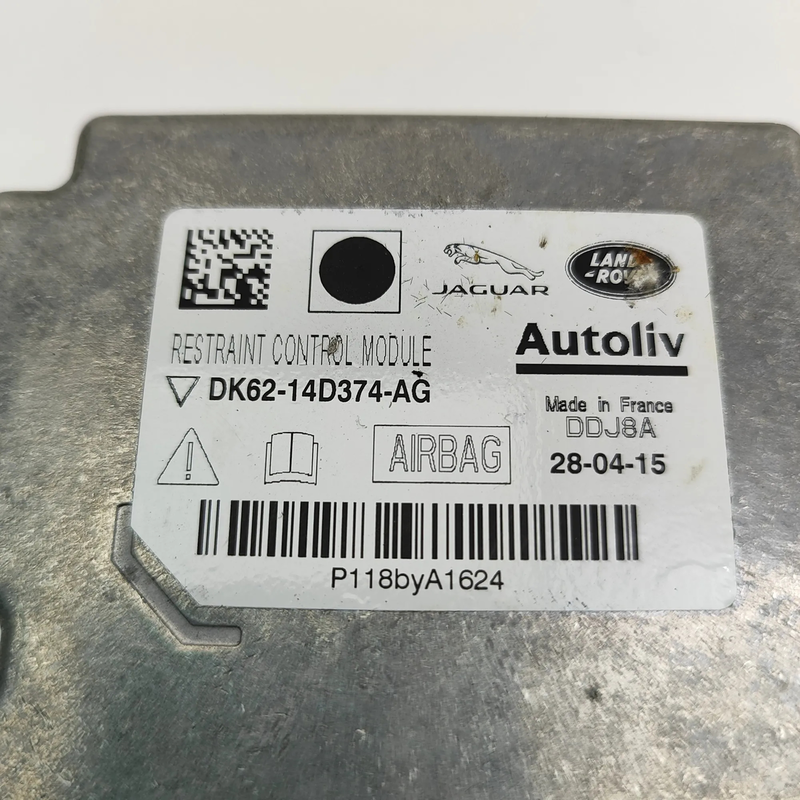 JAGUAR
LAND
ROVER
RESTRAINT CONTROL MODULE
Autoliv
DK62-14D374-AG
Made in France
DDJ8A
AIRBAG
28-04-15
P118byA1624